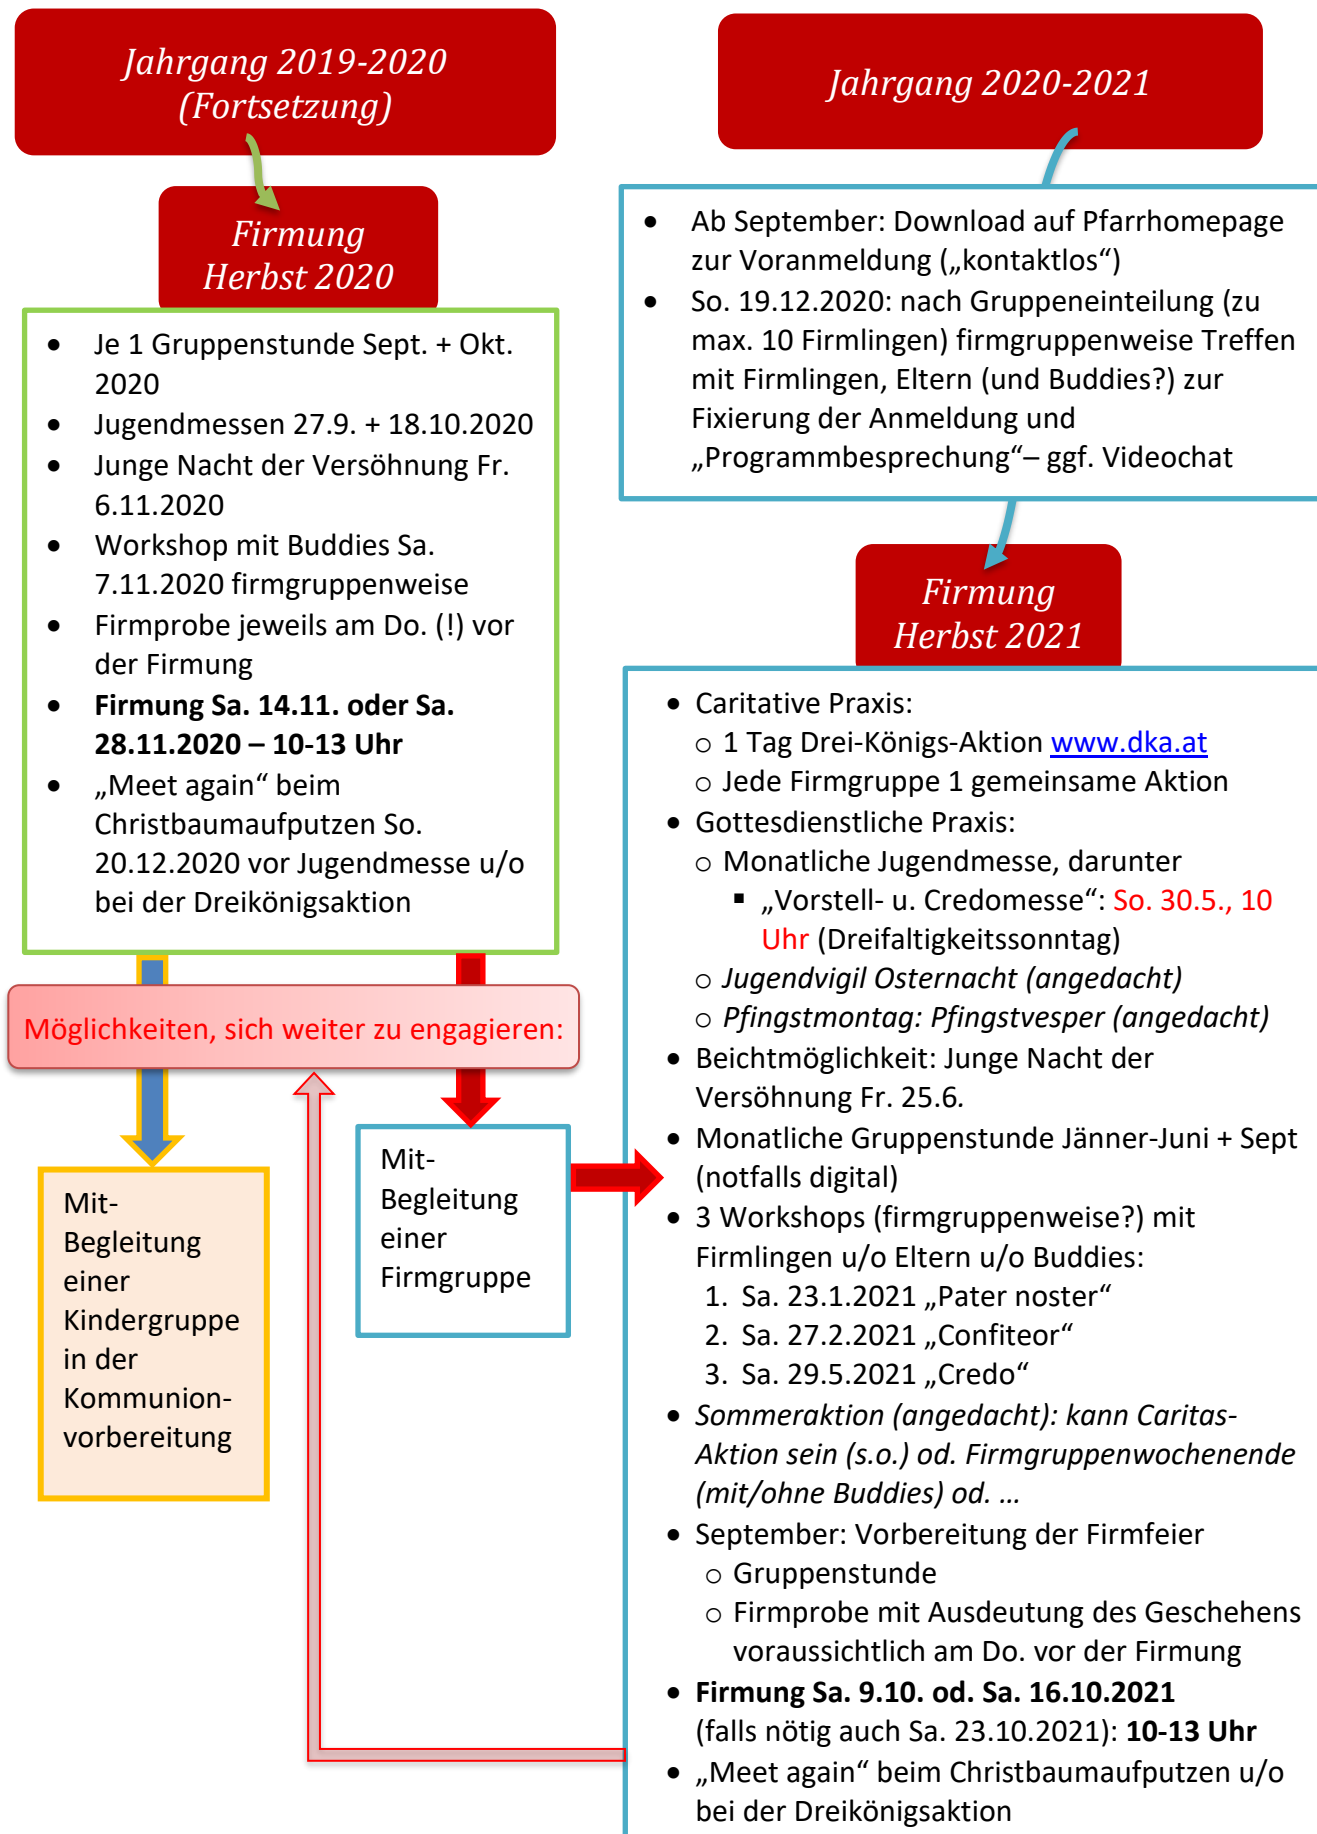 Jahrgang 2019-2020
(Fortsetzung)
Firmung
Herbst 2020
• Je 1 Gruppenstunde Sept. + Okt.
2020
• Jugendmessen 27.9. + 18.10.2020
• Junge Nacht der Versöhnung Fr.
6.11.2020
• Workshop mit Buddies Sa.
7.11.2020 firmgruppenweise
• Firmprobe jeweils am Do. (!) vor
der Firmung
• Firmung Sa. 14.11. oder Sa.
28.11.2020 – 10-13 Uhr
• „Meet again“ beim
Christbaumaufputzen So.
20.12.2020 vor Jugendmesse u/o
bei der Dreikönigsaktion
Möglichkeiten, sich weiter zu engagieren:
Mit-
Begleitung
einer
Kindergruppe
in der
Kommunion-
vorbereitung
Mit-
Begleitung
einer
Firmgruppe
Jahrgang 2020-2021
• Ab September: Download auf Pfarrhomepage
zur Voranmeldung („kontaktlos“)
• So. 19.12.2020: nach Gruppeneinteilung (zu
max. 10 Firmlingen) firmgruppenweise Treffen
mit Firmlingen, Eltern (und Buddies?) zur
Fixierung der Anmeldung und
„Programmbesprechung“– ggf. Videochat
Firmung
Herbst 2021
• Caritative Praxis:
o 1 Tag Drei-Königs-Aktion www.dka.at
o Jede Firmgruppe 1 gemeinsame Aktion
• Gottesdienstliche Praxis:
o Monatliche Jugendmesse, darunter
▪ „Vorstell- u. Credomesse“: So. 30.5., 10
Uhr (Dreifaltigkeitssonntag)
o Jugendvigil Osternacht (angedacht)
o Pfingstmontag: Pfingstvesper (angedacht)
• Beichtmöglichkeit: Junge Nacht der
Versöhnung Fr. 25.6.
• Monatliche Gruppenstunde Jänner-Juni + Sept
(notfalls digital)
• 3 Workshops (firmgruppenweise?) mit
Firmlingen u/o Eltern u/o Buddies:
1. Sa. 23.1.2021 „Pater noster“
2. Sa. 27.2.2021 „Confiteor“
3. Sa. 29.5.2021 „Credo“
• Sommeraktion (angedacht): kann Caritas-
Aktion sein (s.o.) od. Firmgruppenwochenende
(mit/ohne Buddies) od. …
• September: Vorbereitung der Firmfeier
o Gruppenstunde
o Firmprobe mit Ausdeutung des Geschehens
voraussichtlich am Do. vor der Firmung
• Firmung Sa. 9.10. od. Sa. 16.10.2021
(falls nötig auch Sa. 23.10.2021): 10-13 Uhr
• „Meet again“ beim Christbaumaufputzen u/o
bei der Dreikönigsaktion